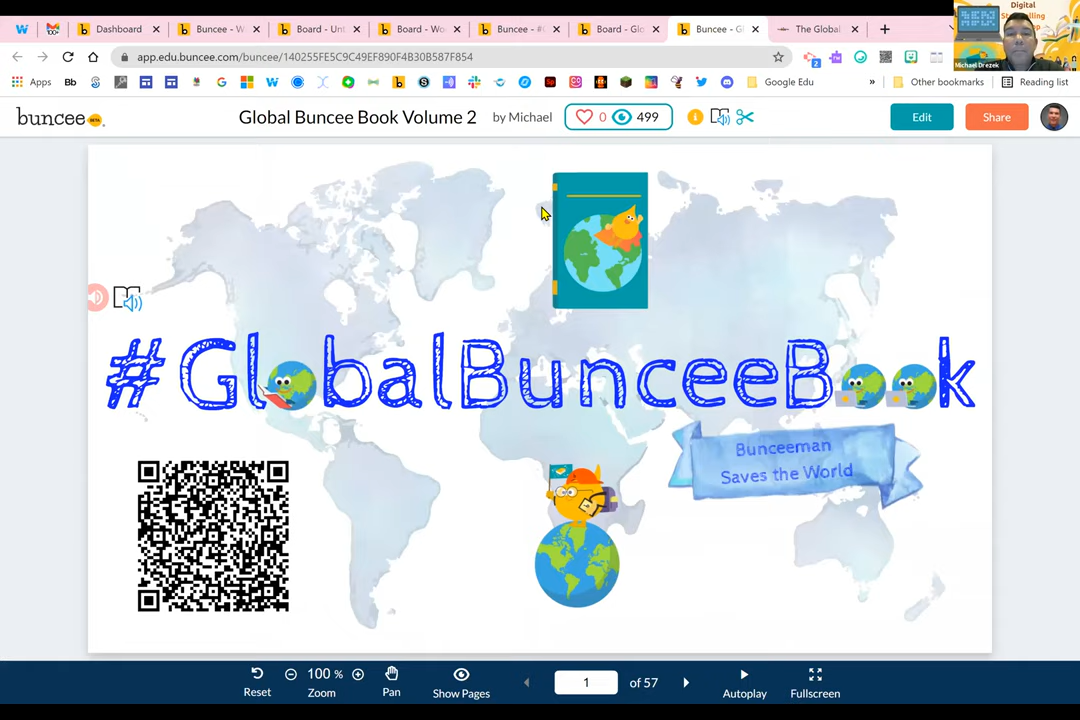 Dashboard
Buncee - W
Board - Unt
Board - Wo
Buncee - #
Board - Glo
Buncee - Gl
The Global
Digital
Michael Drezek
app.edu.buncee.com/buncee/140255FE5C9C49EF890F4B30B587F854
Apps
Bb
Google Edu
»
Other bookmarks
Reading list
buncee BETA
Global Buncee Book Volume 2
by Michael
0
499
Edit
Share
#GlobalBunceeBook
Bunceeman
Saves the World
Reset
100 %
Zoom
Pan
Show Pages
1
of 57
Autoplay
Fullscreen